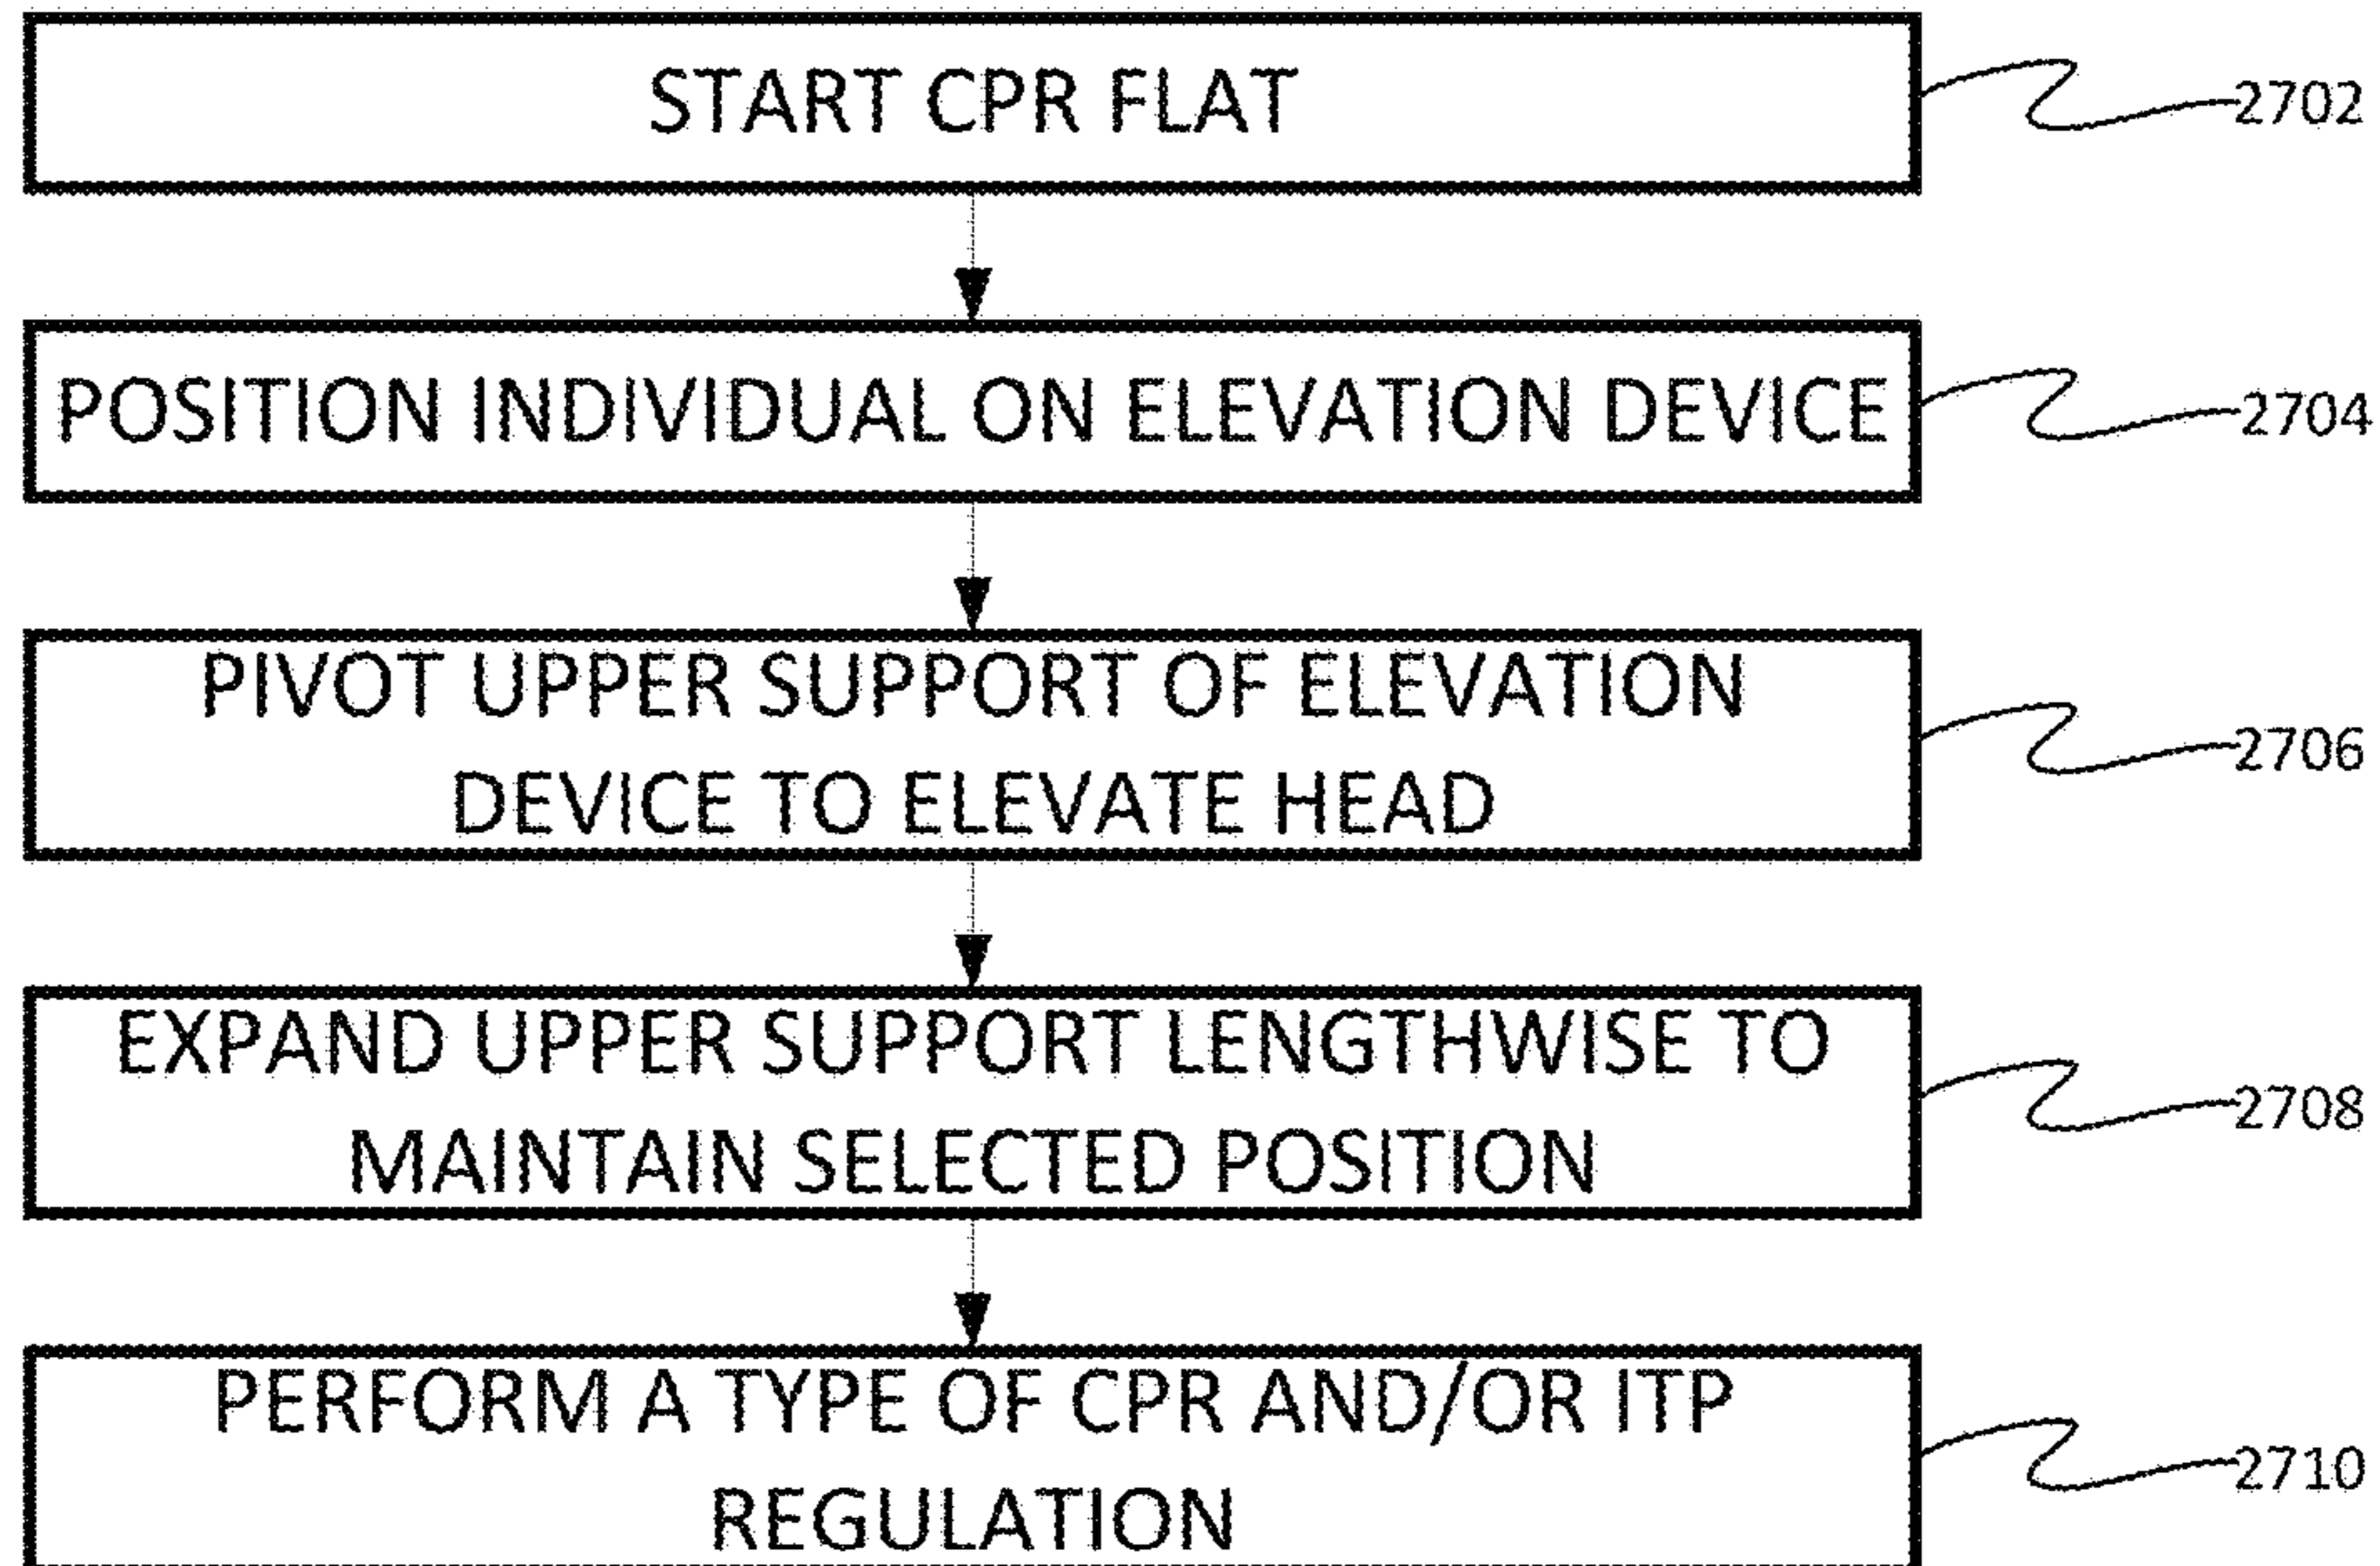 START CPR FLAT
2702
POSITION INDIVIDUAL ON ELEVATION DEVICE
2704
PIVOT UPPER SUPPORT OF ELEVATION
DEVICE TO ELEVATE HEAD
2706
EXPAND UPPER SUPPORT LENGTHWISE TO
MAINTAIN SELECTED POSITION
2708
PERFORM A TYPE OF CPR AND/OR ITP
REGULATION
2710